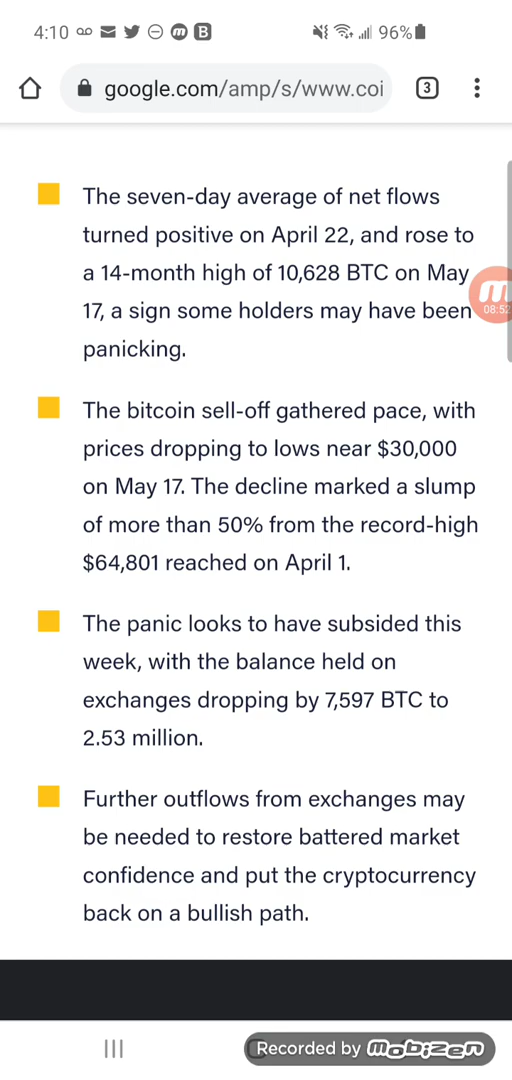 4:10
B
96%
google.com/amp/s/www.coi
3
The seven-day average of net flows
turned positive on April 22, and rose to
a 14-month high of 10,628 BTC on May
17, a sign some holders may have been
panicking.
08:52
The bitcoin sell-off gathered pace, with
prices dropping to lows near $30,000
on May 17. The decline marked a slump
of more than 50% from the record-high
$64,801 reached on April 1.
The panic looks to have subsided this
week, with the balance held on
exchanges dropping by 7,597 BTC to
2.53 million.
Further outflows from exchanges may
be needed to restore battered market
confidence and put the cryptocurrency
back on a bullish path.
Recorded by mobizen